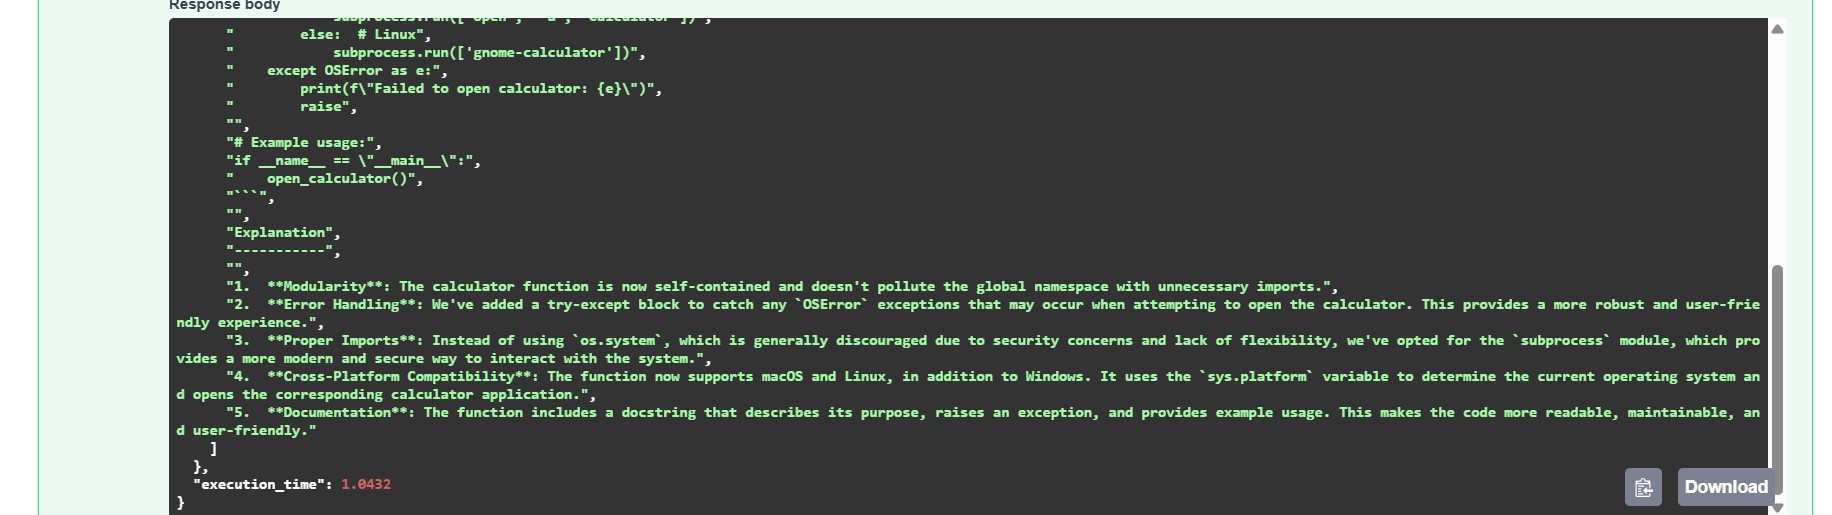 Response body
            subprocess.run(['open', '-a', 'Calculator'])",
"        else:  # Linux",
"            subprocess.run(['gnome-calculator'])",
"    except OSError as e:",
"        print(f\"Failed to open calculator: {e}\")",
"        raise",
"",
"# Example usage:",
"if __name__ == \"__main__\":",
"    open_calculator()",
"```",
"",
"Explanation",
"-----------",
"",
"1.  **Modularity**: The calculator function is now self-contained and doesn't pollute the global namespace with unnecessary imports.",
"2.  **Error Handling**: We've added a try-except block to catch any `OSError` exceptions that may occur when attempting to open the calculator. This provides a more robust and user-frie
ndly experience.",
"3.  **Proper Imports**: Instead of using `os.system`, which is generally discouraged due to security concerns and lack of flexibility, we've opted for the `subprocess` module, which pro
vides a more modern and secure way to interact with the system.",
"4.  **Cross-Platform Compatibility**: The function now supports macOS and Linux, in addition to Windows. It uses the `sys.platform` variable to determine the current operating system an
d opens the corresponding calculator application.",
"5.  **Documentation**: The function includes a docstring that describes its purpose, raises an exception, and provides example usage. This makes the code more readable, maintainable, an
d user-friendly."
]
},
"execution_time": 1.0432
}
Download